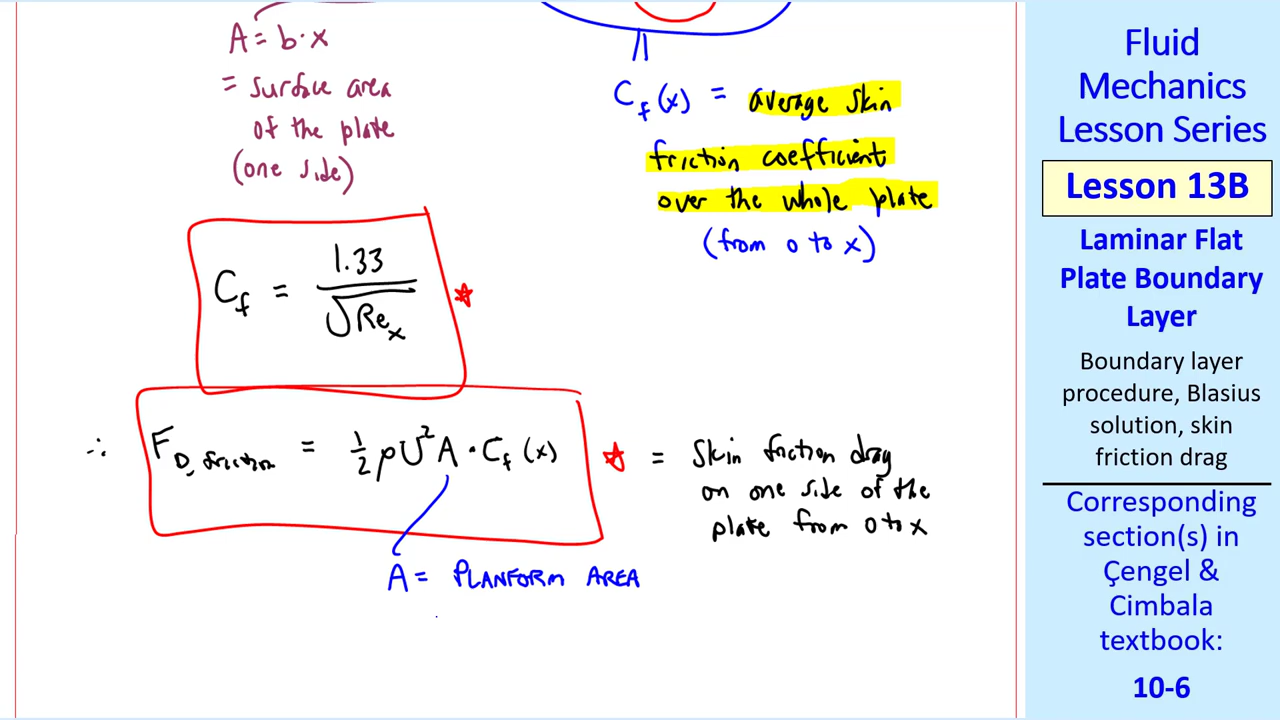 A = b·x
= surface area
of the plate
(one side)
C_f(x) = average skin
friction coefficient
over the whole plate
(from 0 to x)
C_f = 1.33 / √Re_x
∴ F_D, friction = ½ ρU² A · C_f(x) = Skin friction drag
on one side of the
plate from 0 to x
A = PLANFORM AREA
Fluid
Mechanics
Lesson Series
Lesson 13B
Laminar Flat
Plate Boundary
Layer
Boundary layer
procedure, Blasius
solution, skin
friction drag
Corresponding
section(s) in
Çengel &
Cimbala
textbook:
10-6